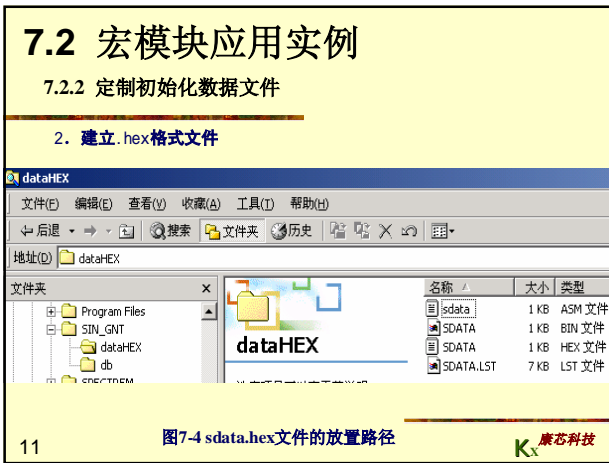 7.2 宏模块应用实例
7.2.2 定制初始化数据文件
2．建立.hex格式文件
dataHEX
文件(F) 编辑(E) 查看(V) 收藏(A) 工具(T) 帮助(H)
后退 搜索 文件夹 历史
地址(D) dataHEX
文件夹 x
名称 大小 类型
Program Files
SIN_GNT
dataHEX
db
dataHEX
sdata 1 KB ASM 文件
SDATA 1 KB BIN 文件
SDATA 1 KB HEX 文件
SDATA.LST 7 KB LST 文件
图7-4 sdata.hex文件的放置路径
11
Kx 康芯科技